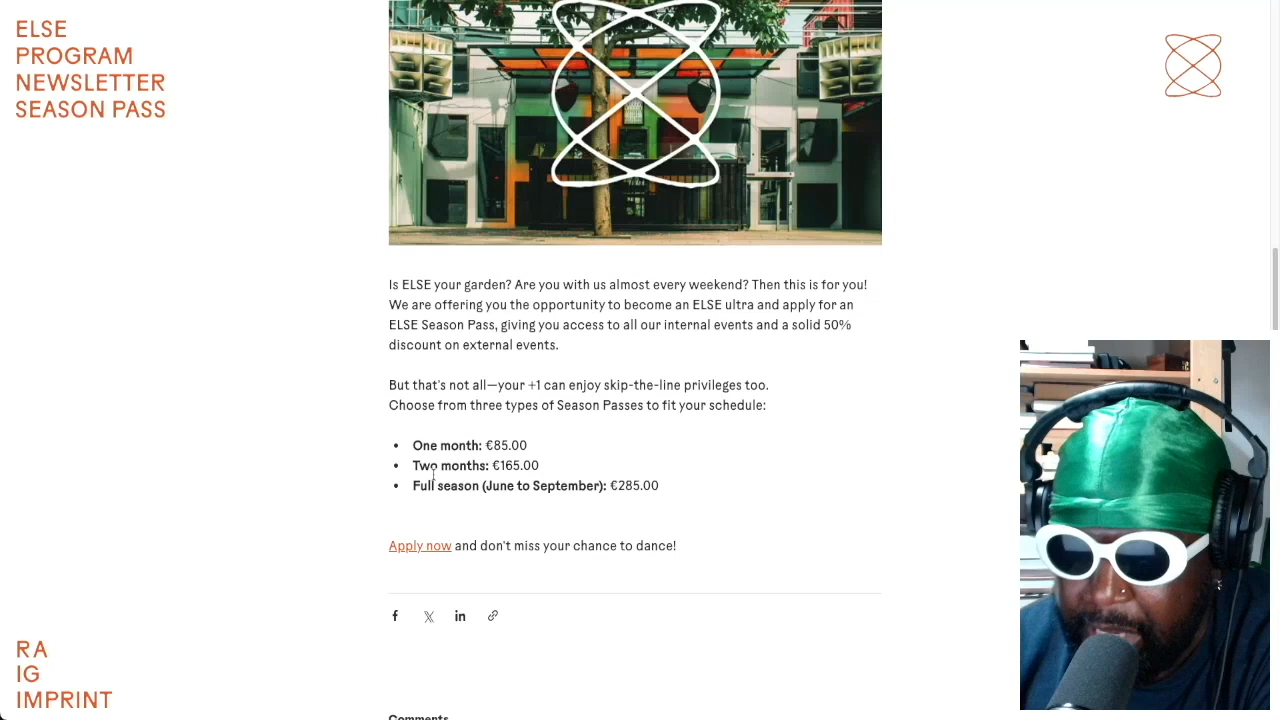 ELSE
PROGRAM
NEWSLETTER
SEASON PASS
Is ELSE your garden? Are you with us almost every weekend? Then this is for you!
We are offering you the opportunity to become an ELSE ultra and apply for an
ELSE Season Pass, giving you access to all our internal events and a solid 50%
discount on external events.
But that's not all—your +1 can enjoy skip-the-line privileges too.
Choose from three types of Season Passes to fit your schedule:
• One month: €85.00
• Two months: €165.00
• Full season (June to September): €285.00
Apply now and don't miss your chance to dance!
RA
IG
IMPRINT
Comments